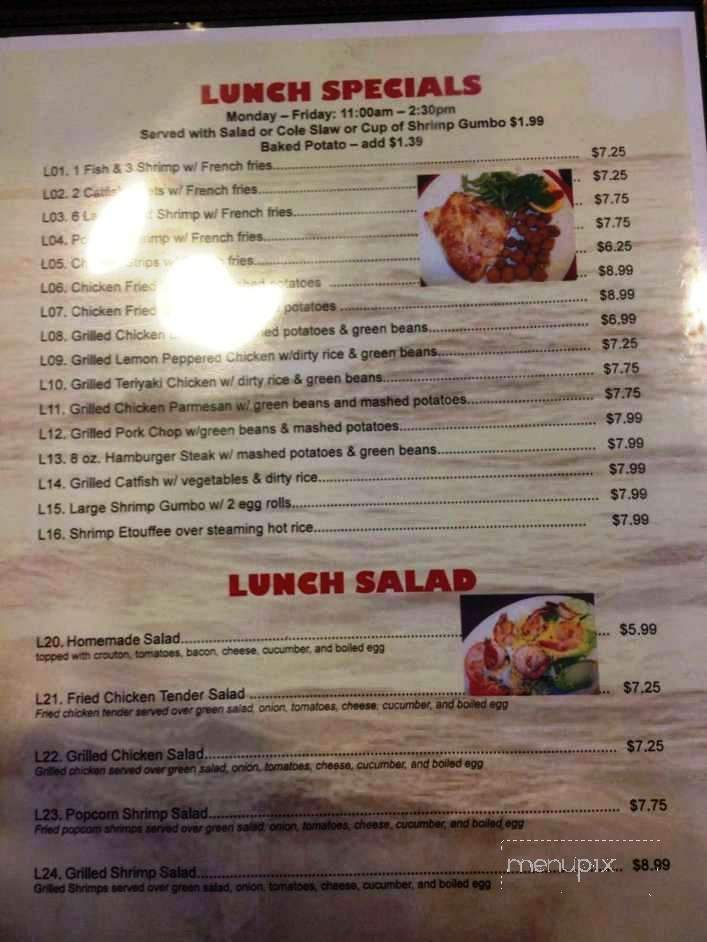 LUNCH SPECIALS
Monday – Friday: 11:00am – 2:30pm
Served with Salad or Cole Slaw or Cup of Shrimp Gumbo $1.99
Baked Potato – add $1.39
L01. 1 Fish & 3 Shrimp w/ French fries $7.25
L02. 2 w/ French fries $7.25
L03. 6 Shrimp w/ French fries $7.75
L04. w/ French fries $7.75
L05. fries $6.25
L06. Chicken Fried potatoes $8.99
L07. Chicken Fried potatoes $8.99
L08. Grilled Chicken potatoes & green beans $6.99
L09. Grilled Lemon Peppered Chicken w/dirty rice & green beans $7.25
L10. Grilled Teriyaki Chicken w/ dirty rice & green beans $7.75
L11. Grilled Chicken Parmesan w/ green beans and mashed potatoes $7.75
L12. Grilled Pork Chop w/green beans & mashed potatoes $7.99
L13. 8 oz. Hamburger Steak w/ mashed potatoes & green beans $7.99
L14. Grilled Catfish w/ vegetables & dirty rice $7.99
L15. Large Shrimp Gumbo w/ 2 egg rolls $7.99
L16. Shrimp Etouffee over steaming hot rice $7.99
LUNCH SALAD
L20. Homemade Salad $5.99
topped with crouton, tomatoes, bacon, cheese, cucumber, and boiled egg
L21. Fried Chicken Tender Salad $7.25
Fried chicken tender served over green salad, onion, tomatoes, cheese, cucumber, and boiled egg
L22. Grilled Chicken Salad $7.25
Grilled chicken served over green salad, onion, tomatoes, cheese, cucumber, and boiled egg
L23. Popcorn Shrimp Salad $7.75
Fried popcorn shrimps served over green salad, onion, tomatoes, cheese, cucumber, and boiled egg
L24. Grilled Shrimp Salad $8.99
Grilled Shrimps served over green salad, onion, tomatoes, cheese, cucumber, and boiled egg
menupix